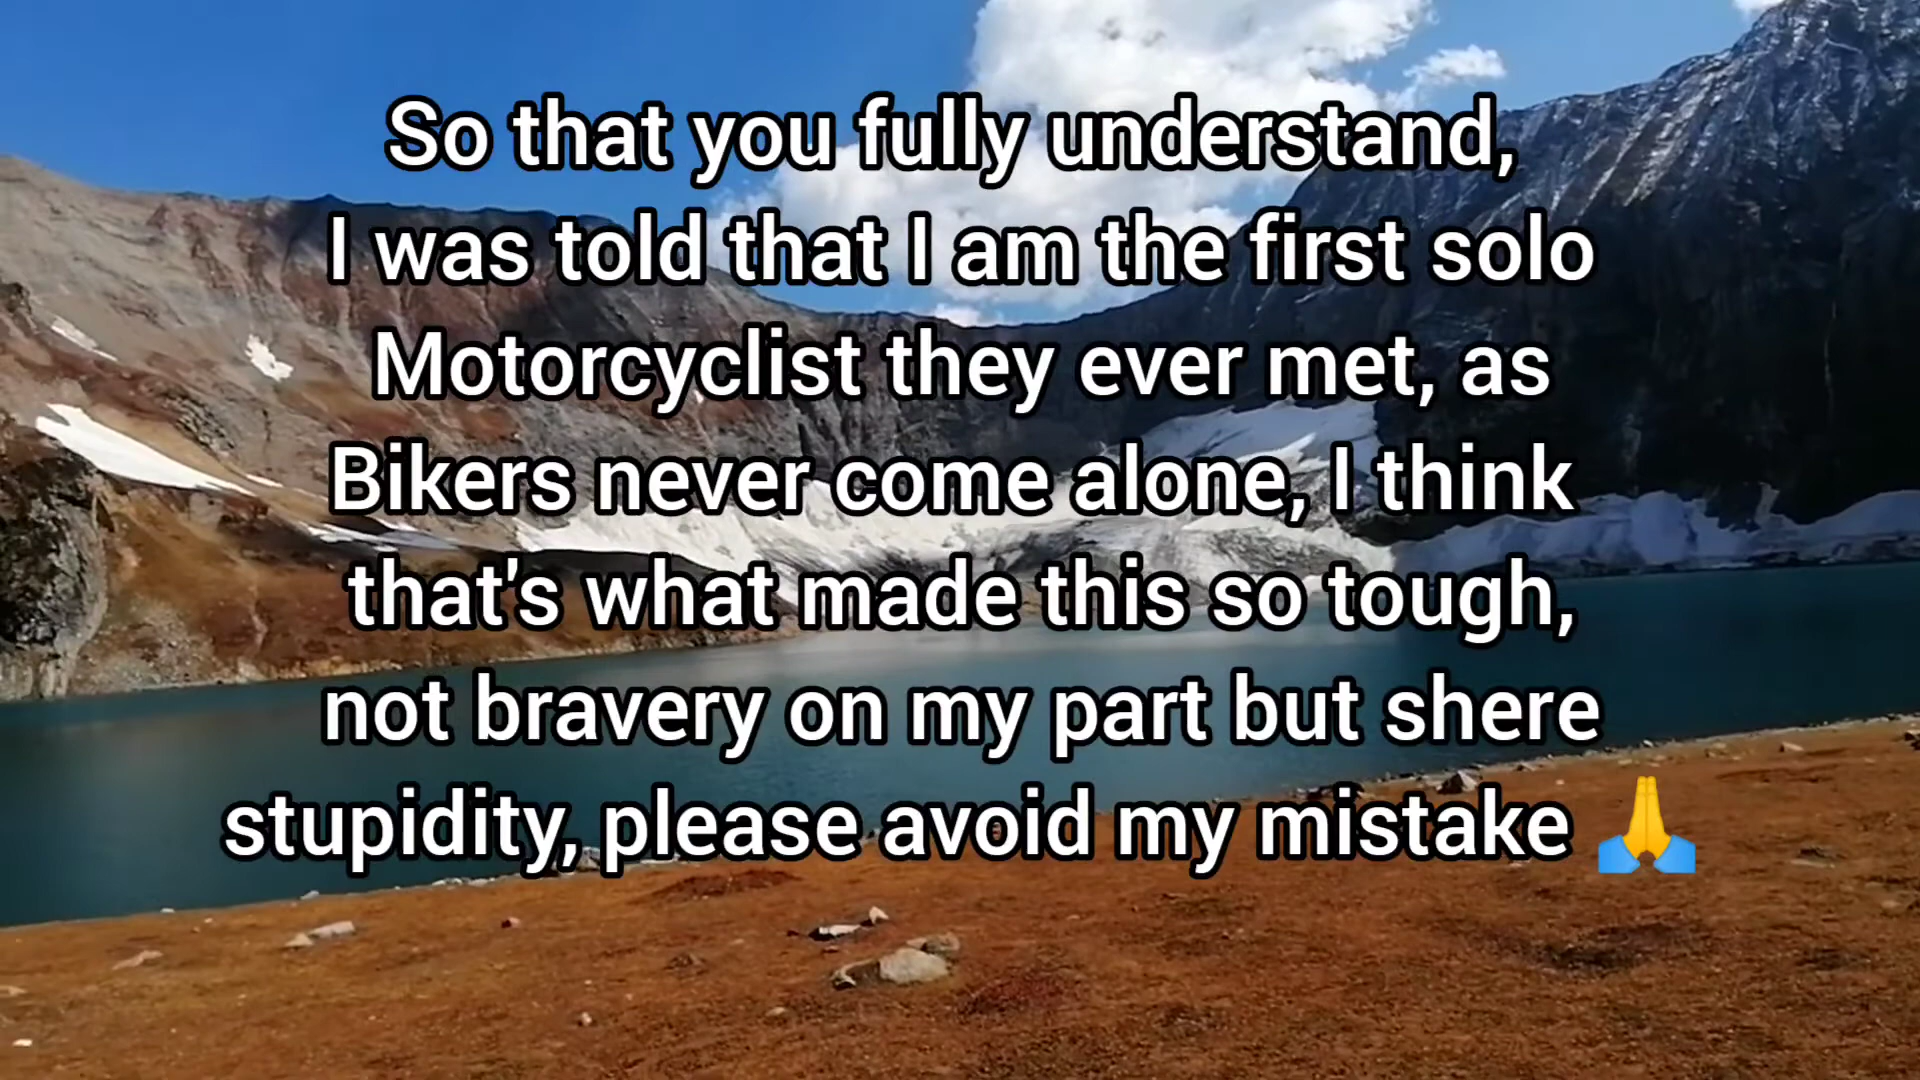 So that you fully understand,
I was told that I am the first solo
Motorcyclist they ever met, as
Bikers never come alone, I think
that's what made this so tough,
not bravery on my part but shere
stupidity, please avoid my mistake 🙏